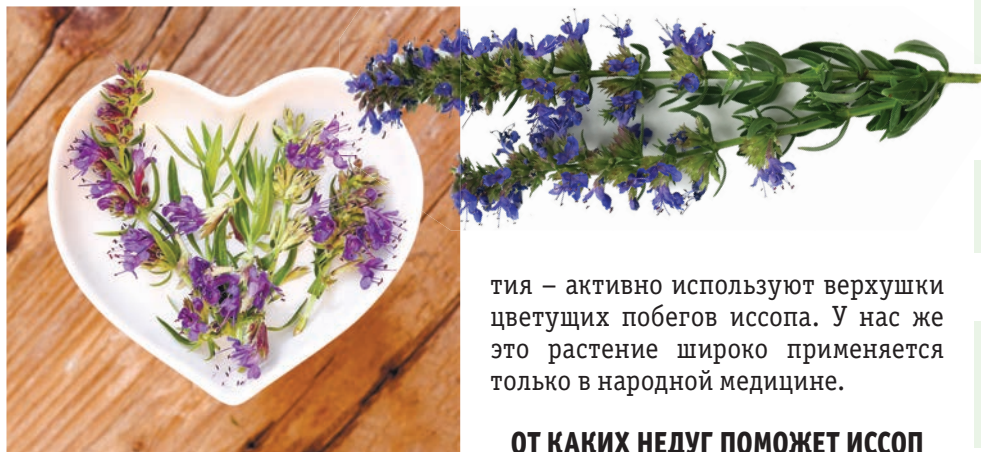 тия – активно используют верхушки
цветущих побегов иссопа. У нас же
это растение широко применяется
только в народной медицине.
ОТ КАКИХ НЕДУГ ПОМОЖЕТ ИССОП